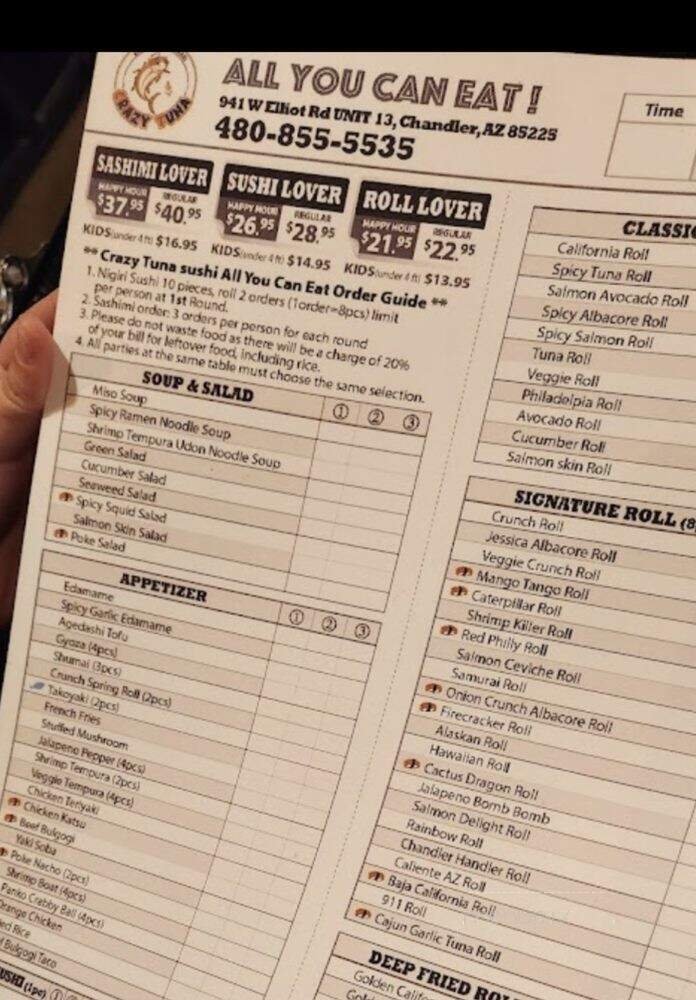 CRAZY TUNA
ALL YOU CAN EAT!
941 W Elliot Rd UNIT 13, Chandler, AZ 85225
480-855-5535
Time
SASHIMI LOVER
HAPPY HOUR REGULAR
$37.95 $40.95
KIDS(under 4 ft) $16.95
SUSHI LOVER
HAPPY HOUR REGULAR
$26.95 $28.95
KIDS(under 4 ft) $14.95
ROLL LOVER
HAPPY HOUR REGULAR
$21.95 $22.95
KIDS(under 4 ft) $13.95
** Crazy Tuna sushi All You Can Eat Order Guide **
1. Nigiri Sushi 10 pieces, roll 2 orders (1order=8pcs) limit
per person at 1st Round.
2. Sashimi order: 3 orders per person for each round
3. Please do not waste food as there will be a charge of 20%
of your bill for leftover food, including rice.
4. All parties at the same table must choose the same selection.
SOUP & SALAD ① ② ③
Miso Soup
Spicy Ramen Noodle Soup
Shrimp Tempura Udon Noodle Soup
Green Salad
Cucumber Salad
Seaweed Salad
Spicy Squid Salad
Salmon Skin Salad
Poke Salad
APPETIZER ① ② ③
Edamame
Spicy Garlic Edamame
Agedashi Tofu
Gyoza (4pcs)
Shumai (3pcs)
Crunch Spring Roll (2pcs)
Takoyaki (2pcs)
French Fries
Stuffed Mushroom
Jalapeno Pepper (4pcs)
Shrimp Tempura (2pcs)
Veggie Tempura (4pcs)
Chicken Teriyaki
Chicken Katsu
Beef Bulgogi
Yaki Soba
Poke Nacho (2pcs)
Shrimp Boat (4pcs)
Panko Crabby Ball (4pcs)
range Chicken
ed Rice
f Bulgogi Taco
USHI (1pc) ① ②
CLASSIC
California Roll
Spicy Tuna Roll
Salmon Avocado Roll
Spicy Albacore Roll
Spicy Salmon Roll
Tuna Roll
Veggie Roll
Philadelpia Roll
Avocado Roll
Cucumber Roll
Salmon skin Roll
SIGNATURE ROLL (8
Crunch Roll
Jessica Albacore Roll
Veggie Crunch Roll
Mango Tango Roll
Caterpillar Roll
Shrimp Killer Roll
Red Philly Roll
Salmon Ceviche Roll
Samurai Roll
Onion Crunch Albacore Roll
Firecracker Roll
Alaskan Roll
Hawaiian Roll
Cactus Dragon Roll
Jalapeno Bomb Bomb
Salmon Delight Roll
Rainbow Roll
Chandler Handler Roll
Caliente AZ Roll
Baja California Roll
911 Roll
Cajun Garlic Tuna Roll
DEEP FRIED ROL
Golden Califo
Gol